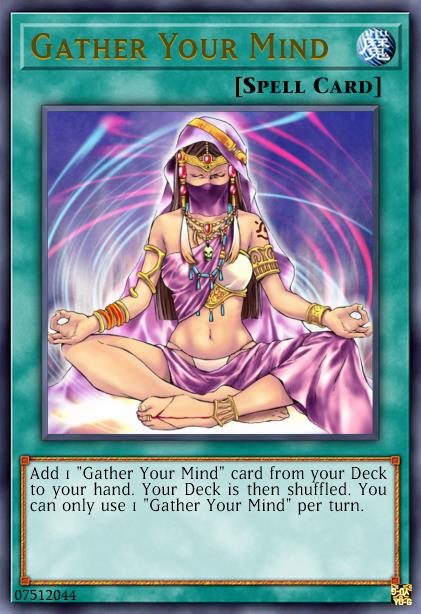 Gather Your Mind
魔
[Spell Card]
Add 1 "Gather Your Mind" card from your Deck
to your hand. Your Deck is then shuffled. You
can only use 1 "Gather Your Mind" per turn.
07512044